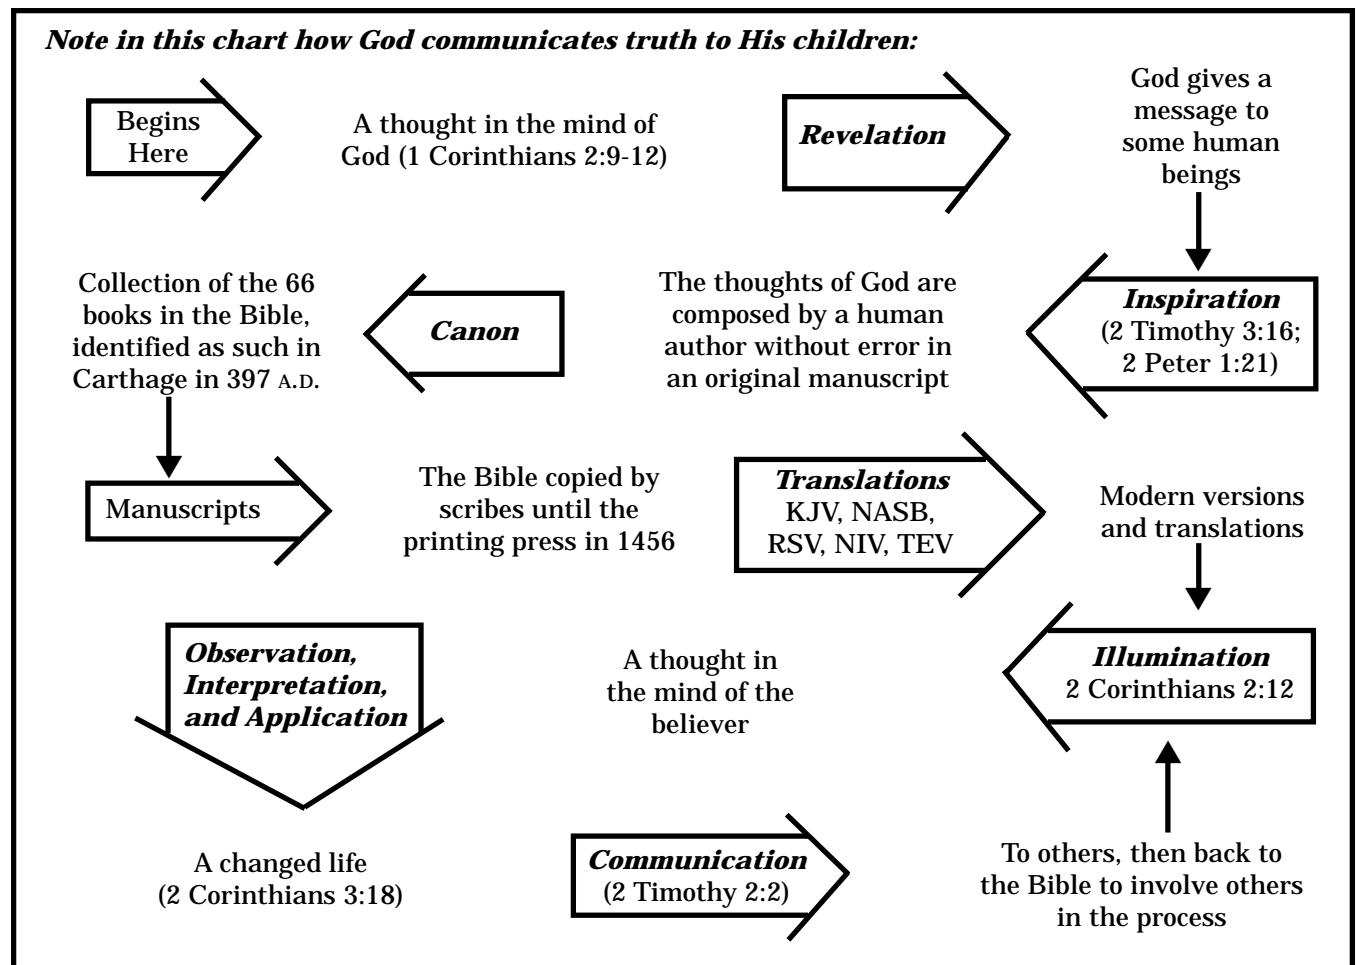 Note in this chart how God communicates truth to His children:
Begins
Here
A thought in the mind of
God (1 Corinthians 2:9-12)
Revelation
God gives a
message to
some human
beings
Inspiration
(2 Timothy 3:16;
2 Peter 1:21)
The thoughts of God are
composed by a human
author without error in
an original manuscript
Canon
Collection of the 66
books in the Bible,
identified as such in
Carthage in 397 A.D.
Manuscripts
The Bible copied by
scribes until the
printing press in 1456
Translations
KJV, NASB,
RSV, NIV, TEV
Modern versions
and translations
Illumination
2 Corinthians 2:12
A thought in
the mind of the
believer
Observation,
Interpretation,
and Application
A changed life
(2 Corinthians 3:18)
Communication
(2 Timothy 2:2)
To others, then back to
the Bible to involve others
in the process